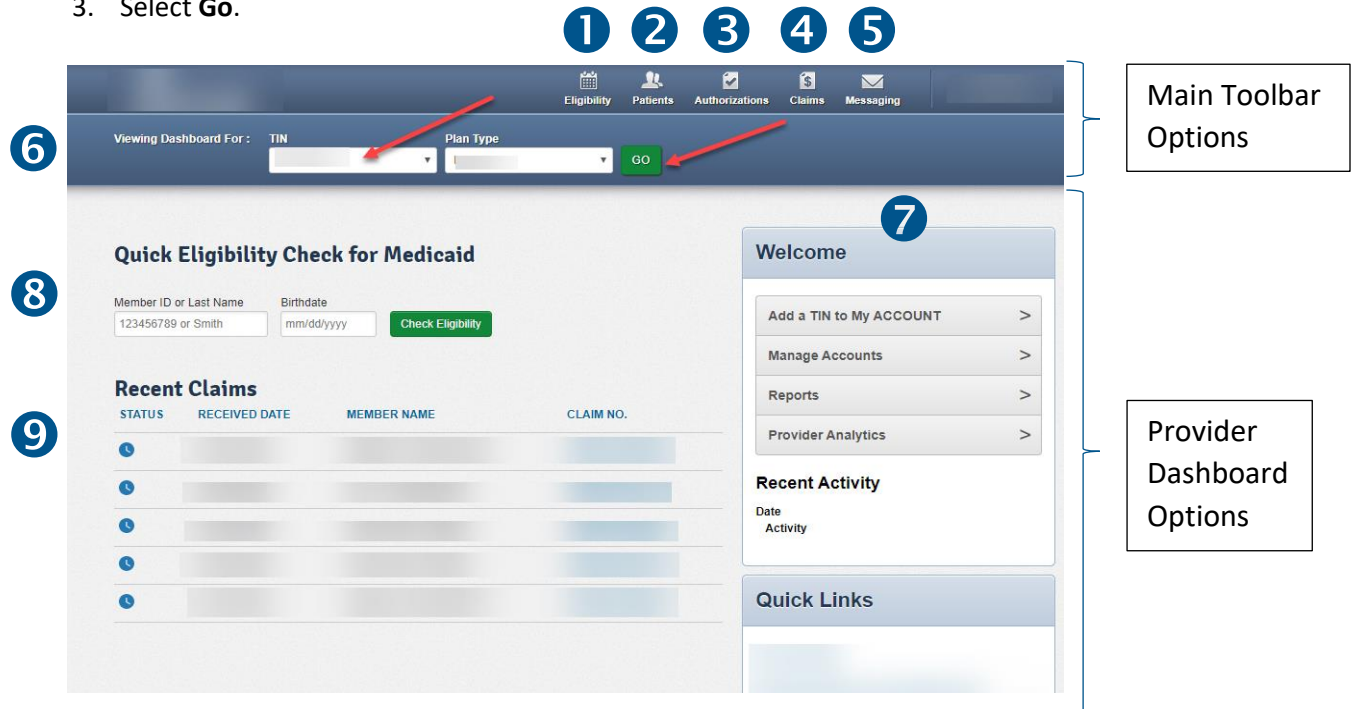 3. Select Go.
1 2 3 4 5
Eligibility Patients Authorizations Claims Messaging
Main Toolbar
Options
6
Viewing Dashboard For : TIN Plan Type
GO
7
Quick Eligibility Check for Medicaid
Welcome
8
Member ID or Last Name Birthdate
123456789 or Smith mm/dd/yyyy Check Eligibility
Add a TIN to My ACCOUNT >
Manage Accounts >
Reports >
Provider Analytics >
Recent Claims
STATUS RECEIVED DATE MEMBER NAME CLAIM NO.
9
Recent Activity
Date
Activity
Quick Links
Provider
Dashboard
Options